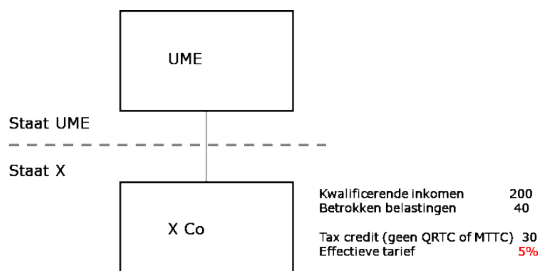 UME
Staat UME
Staat X
X Co
Kwalificerende inkomen 200
Betrokken belastingen 40
Tax credit (geen QRTC of MTTC) 30
Effectieve tarief 5%